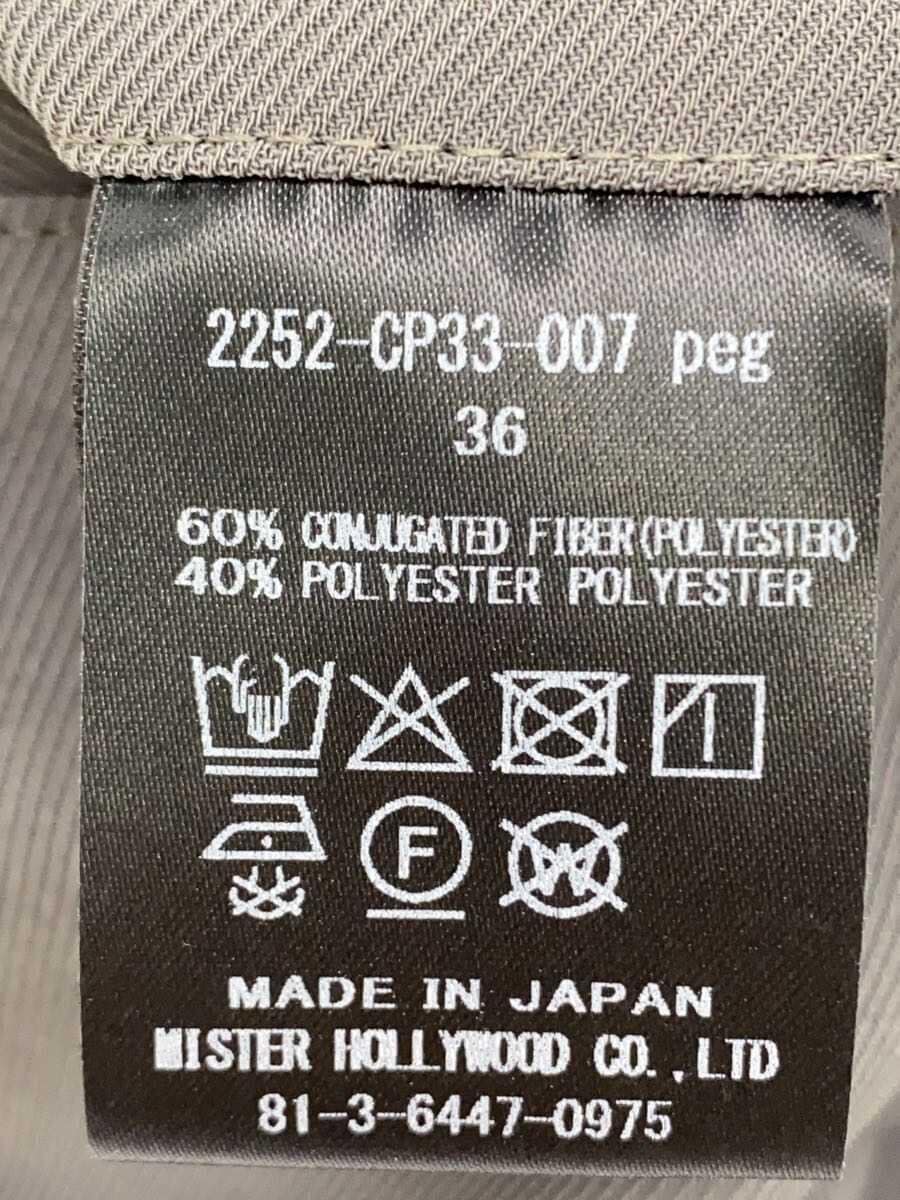 2252-CP33-007 peg
36
60% CONJUGATED FIBER(POLYESTER)
40% POLYESTER POLYESTER
F
W
MADE IN JAPAN
MISTER HOLLYWOOD CO.,LTD
81-3-6447-0975